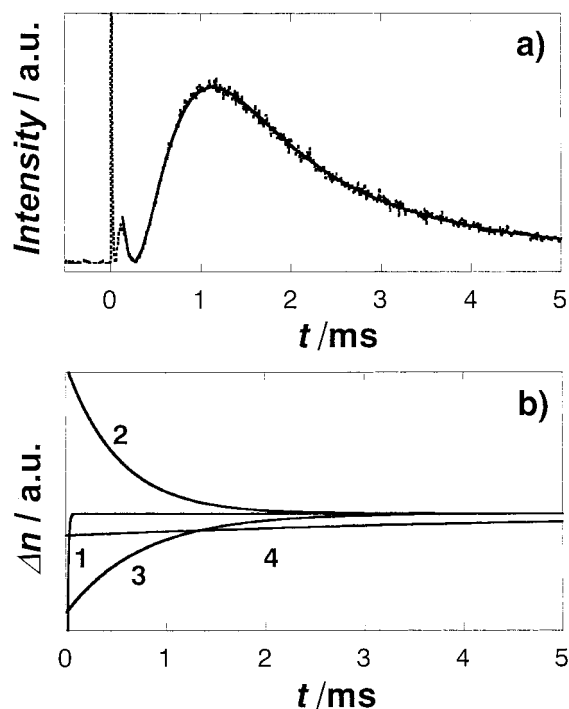 a)
Intensity / a.u.
0 1 2 3 4 5
t /ms
b)
2
Δn / a.u.
1 3 4
0 1 2 3 4 5
t /ms